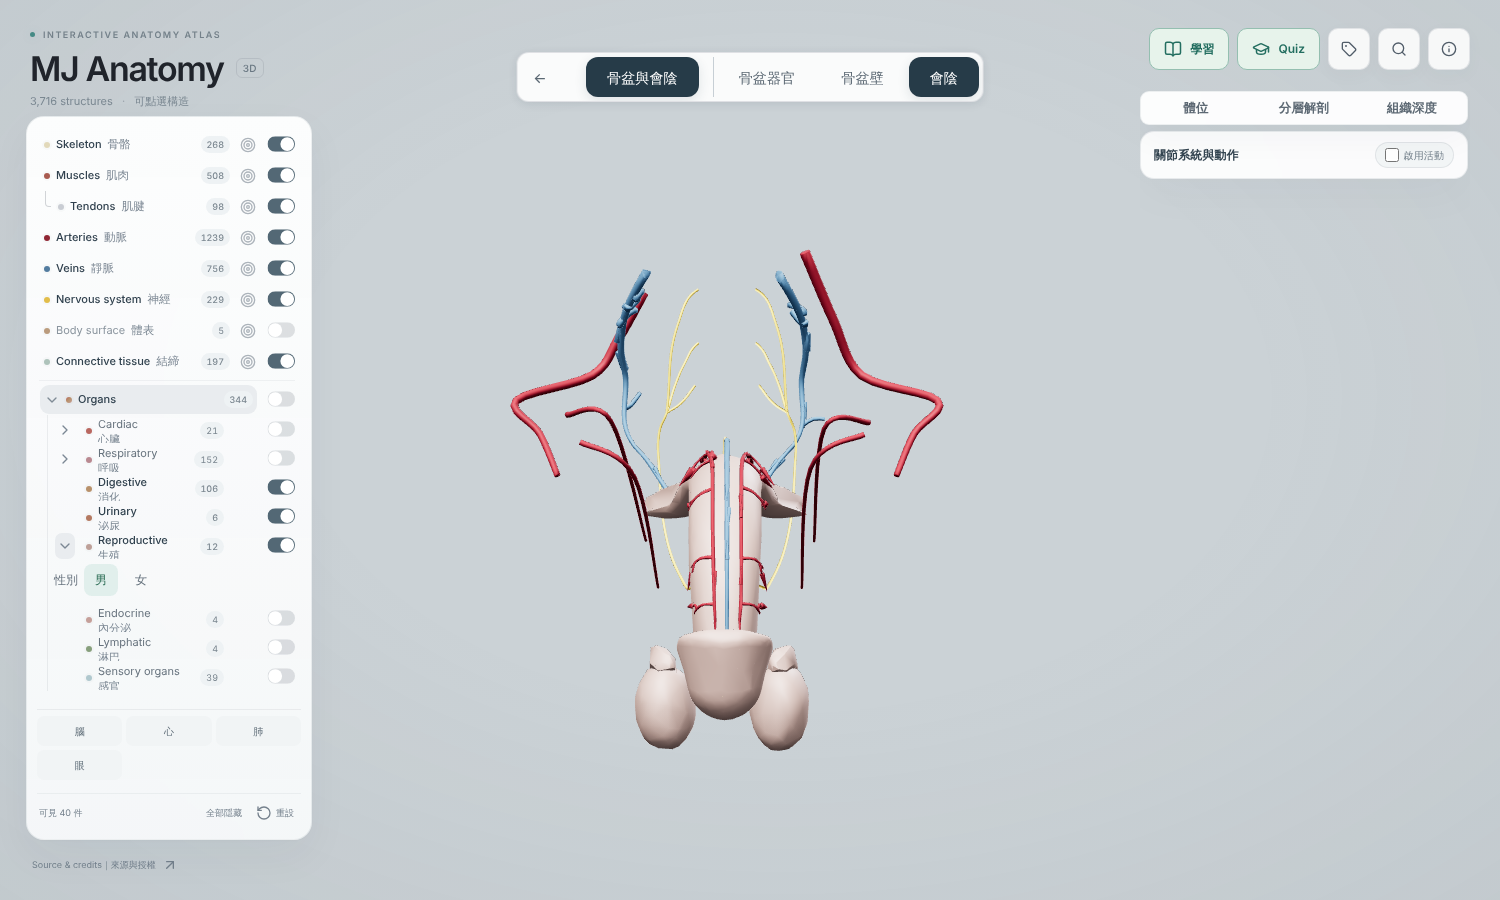 INTERACTIVE ANATOMY ATLAS
MJ Anatomy 3D
3,716 structures · 可點選構造
Skeleton 骨骼 268
Muscles 肌肉 508
Tendons 肌腱 98
Arteries 動脈 1239
Veins 靜脈 756
Nervous system 神經 229
Body surface 體表 5
Connective tissue 結締 197
Organs 344
Cardiac 21
心臟
Respiratory 152
呼吸
Digestive 106
消化
Urinary 6
泌尿
Reproductive 12
生殖
性別 男 女
Endocrine 4
內分泌
Lymphatic 4
淋巴
Sensory organs 39
感官
腦 心 肺
眼
可見 40 件 全部隱藏 重設
Source & credits | 來源與授權
← 骨盆與會陰 骨盆器官 骨盆壁 會陰
學習 Quiz
體位 分層解剖 組織深度
關節系統與動作 啟用活動